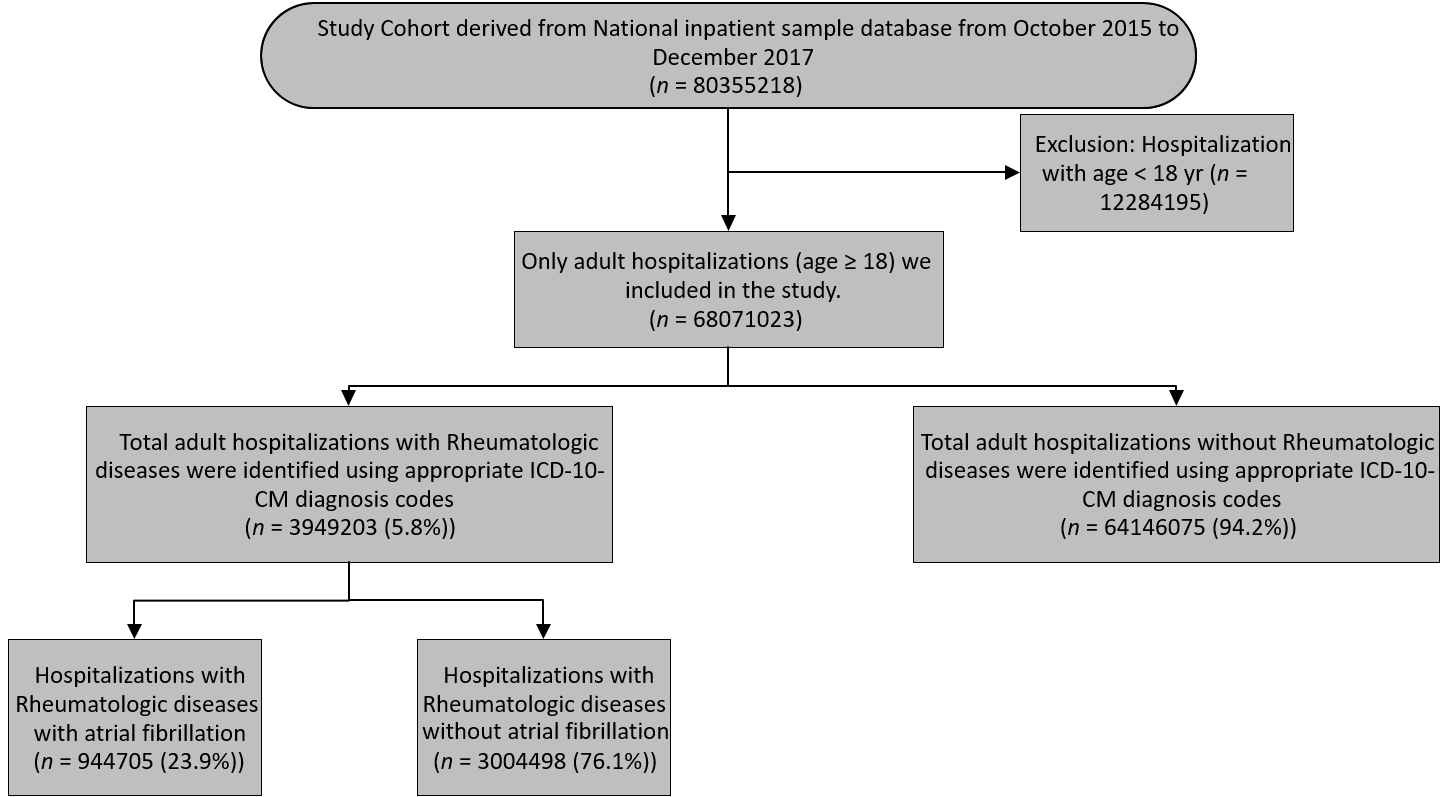 Study Cohort derived from National inpatient sample database from October 2015 to
December 2017
(n = 80355218)
Exclusion: Hospitalization
with age < 18 yr (n =
12284195)
Only adult hospitalizations (age ≥ 18) we
included in the study.
(n = 68071023)
Total adult hospitalizations with Rheumatologic
diseases were identified using appropriate ICD-10-
CM diagnosis codes
(n = 3949203 (5.8%))
Total adult hospitalizations without Rheumatologic
diseases were identified using appropriate ICD-10-
CM diagnosis codes
(n = 64146075 (94.2%))
Hospitalizations with
Rheumatologic diseases
with atrial fibrillation
(n = 944705 (23.9%))
Hospitalizations with
Rheumatologic diseases
without atrial fibrillation
(n = 3004498 (76.1%))